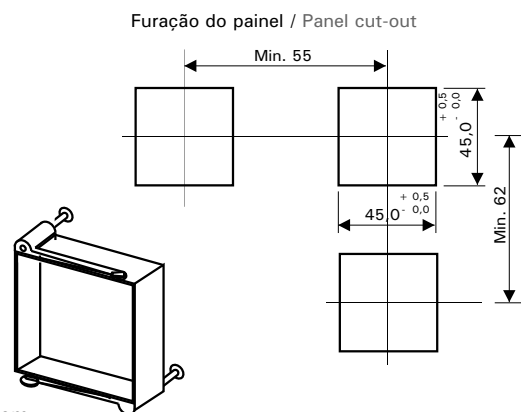 Furação do painel / Panel cut-out
Min. 55
45,0 + 0,5 - 0,0
45,0 + 0,5 - 0,0
Min. 62